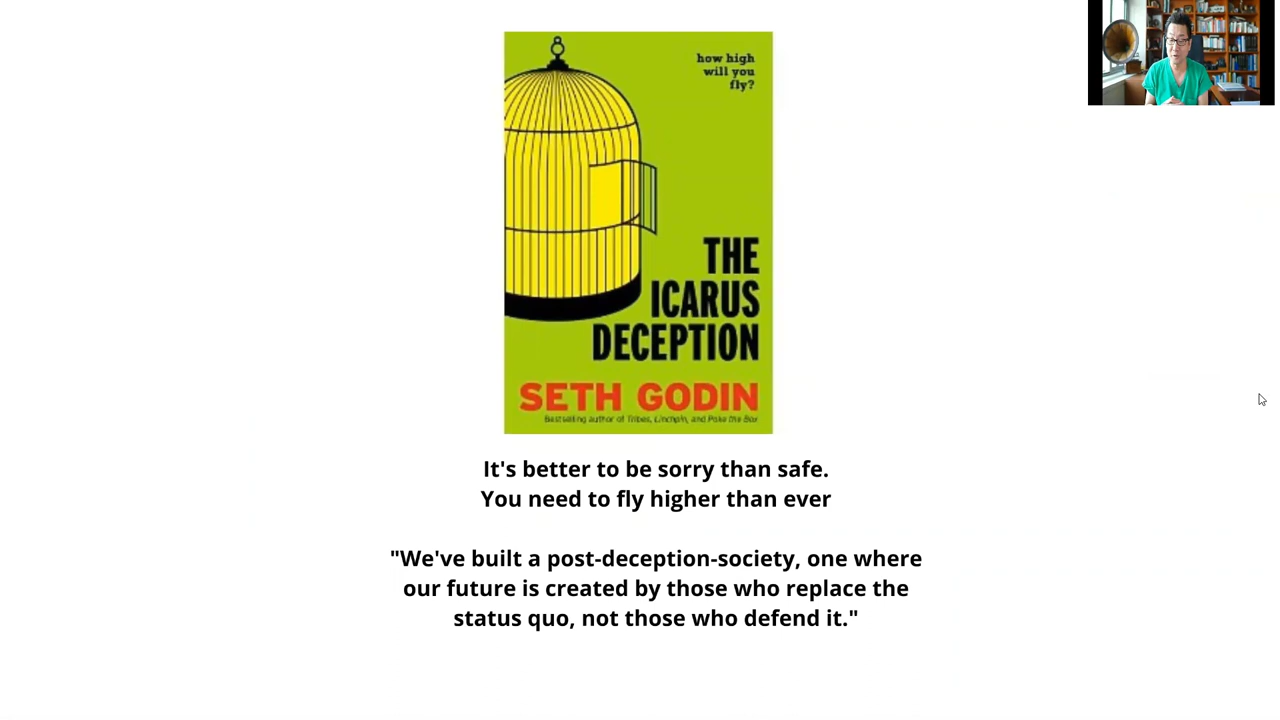 how high
will you
fly?
THE
ICARUS
DECEPTION
SETH GODIN
Bestselling author of Tribes, Linchpin, and Poke the Box
It's better to be sorry than safe.
You need to fly higher than ever
"We've built a post-deception-society, one where
our future is created by those who replace the
status quo, not those who defend it."